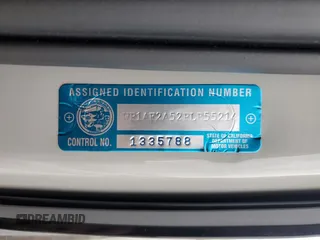 ASSIGNED IDENTIFICATION NUMBER
CONTROL NO. 1335788
STATE OF CALIFORNIA
DEPARTMENT OF
MOTOR VEHICLES
DREAMBID